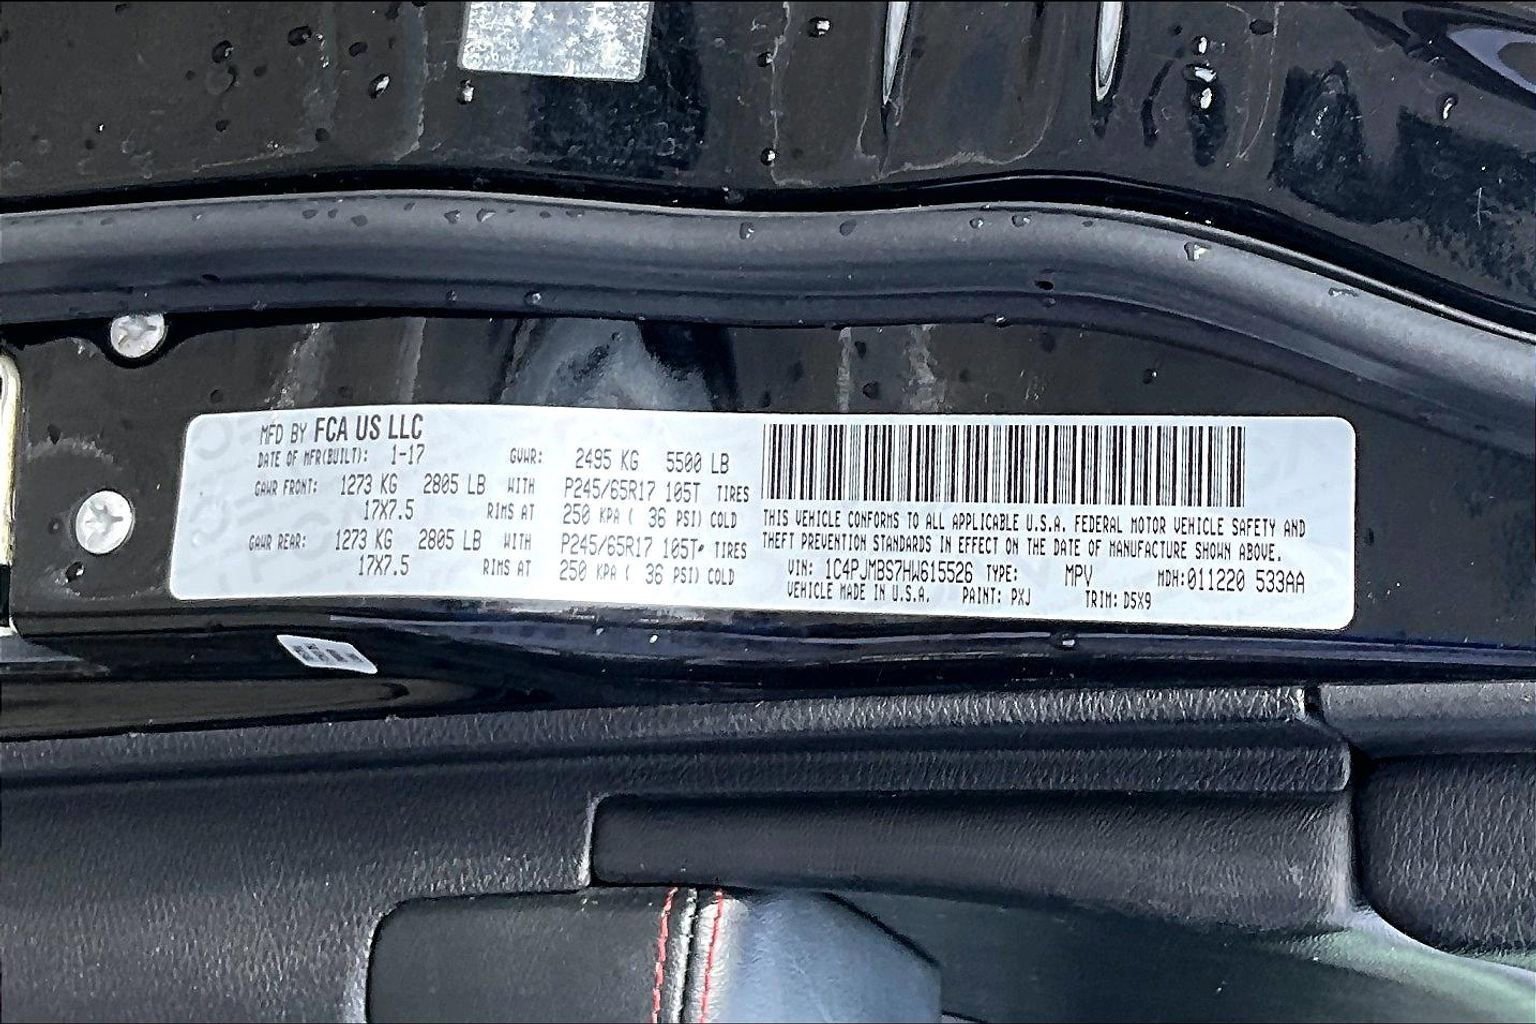 MFD BY FCA US LLC
DATE OF MFR(BUILT): 1-17 GVWR: 2495 KG 5500 LB
GAWR FRONT: 1273 KG 2805 LB WITH P245/65R17 105T TIRES
17X7.5 RIMS AT 250 KPA ( 36 PSI) COLD
GAWR REAR: 1273 KG 2805 LB WITH P245/65R17 105T TIRES
17X7.5 RIMS AT 250 KPA ( 36 PSI) COLD
THIS VEHICLE CONFORMS TO ALL APPLICABLE U.S.A. FEDERAL MOTOR VEHICLE SAFETY AND
THEFT PREVENTION STANDARDS IN EFFECT ON THE DATE OF MANUFACTURE SHOWN ABOVE.
VIN: 1C4PJMBS7HW615526 TYPE: MPV MDH:011220 533AA
VEHICLE MADE IN U.S.A. PAINT: PXJ TRIM: D5X9